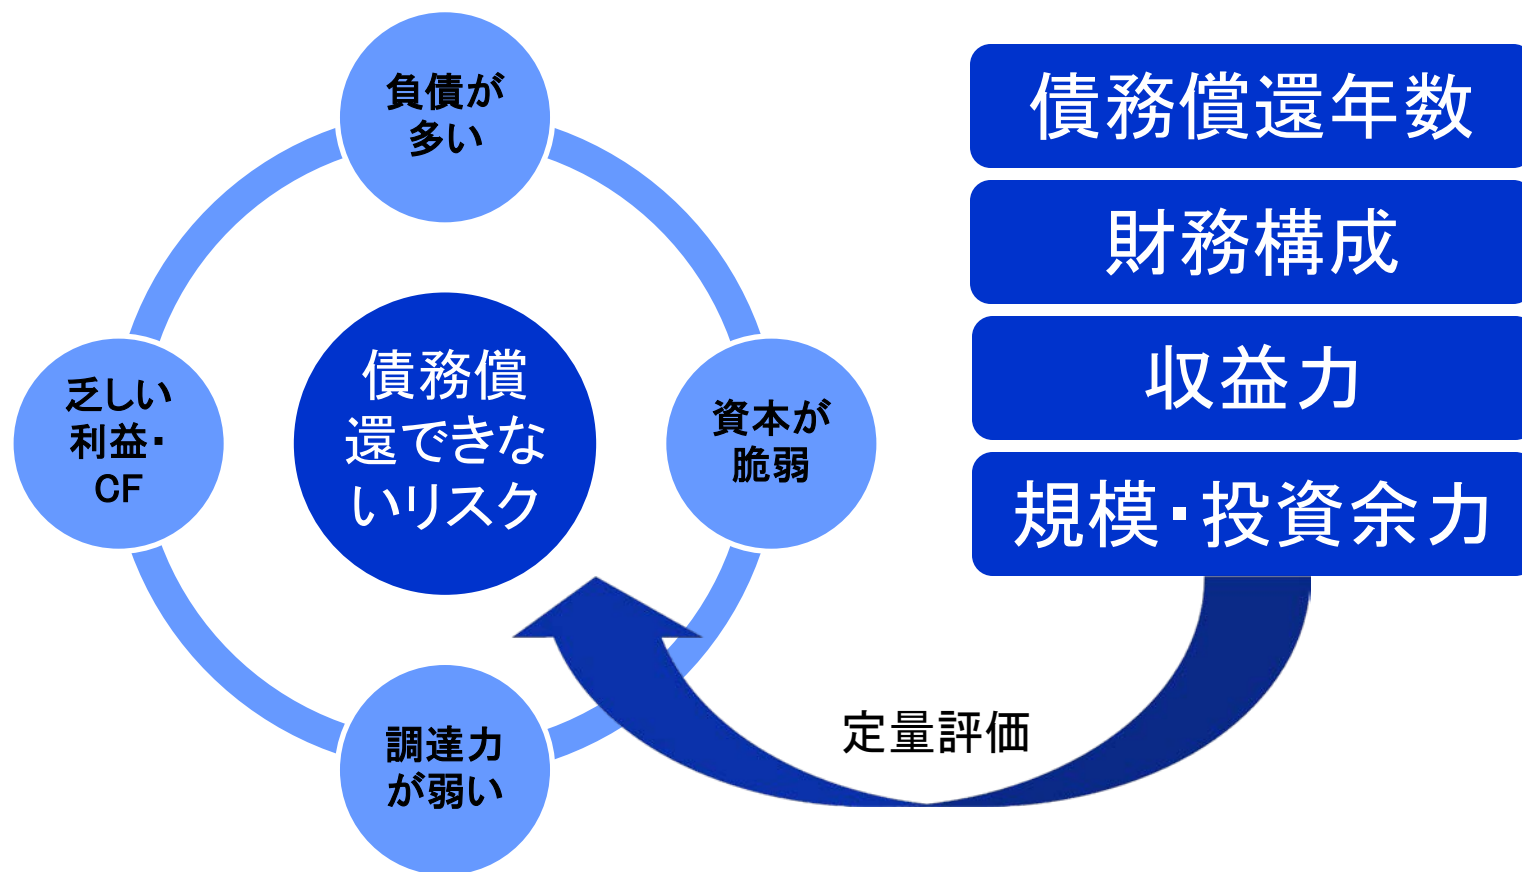 負債が
多い
乏しい
利益・
CF
債務償
還できな
いリスク
資本が
脆弱
調達力
が弱い
債務償還年数
財務構成
収益力
規模・投資余力
定量評価